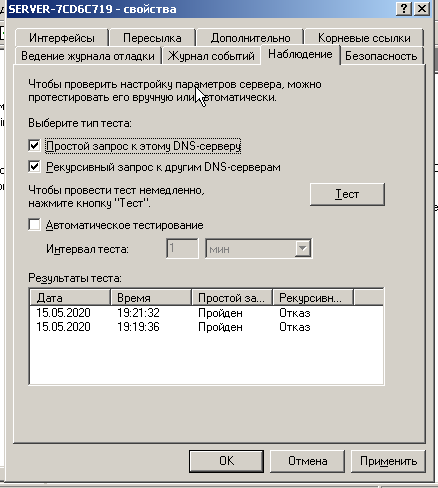 SERVER-7CD6C719 - свойства
Интерфейсы Пересылка Дополнительно Корневые ссылки
Ведение журнала отладки Журнал событий Наблюдение Безопасность
Чтобы проверить настройку параметров сервера, можно
протестировать его вручную или автоматически.
Выберите тип теста:
Простой запрос к этому DNS-серверу
Рекурсивный запрос к другим DNS-серверам
Чтобы провести тест немедленно,
нажмите кнопку "Тест".
Тест
Автоматическое тестирование
Интервал теста: 1 мин
Результаты теста:
Дата Время Простой за... Рекурсивн...
15.05.2020 19:21:32 Пройден Отказ
15.05.2020 19:19:36 Пройден Отказ
OK Отмена Применить